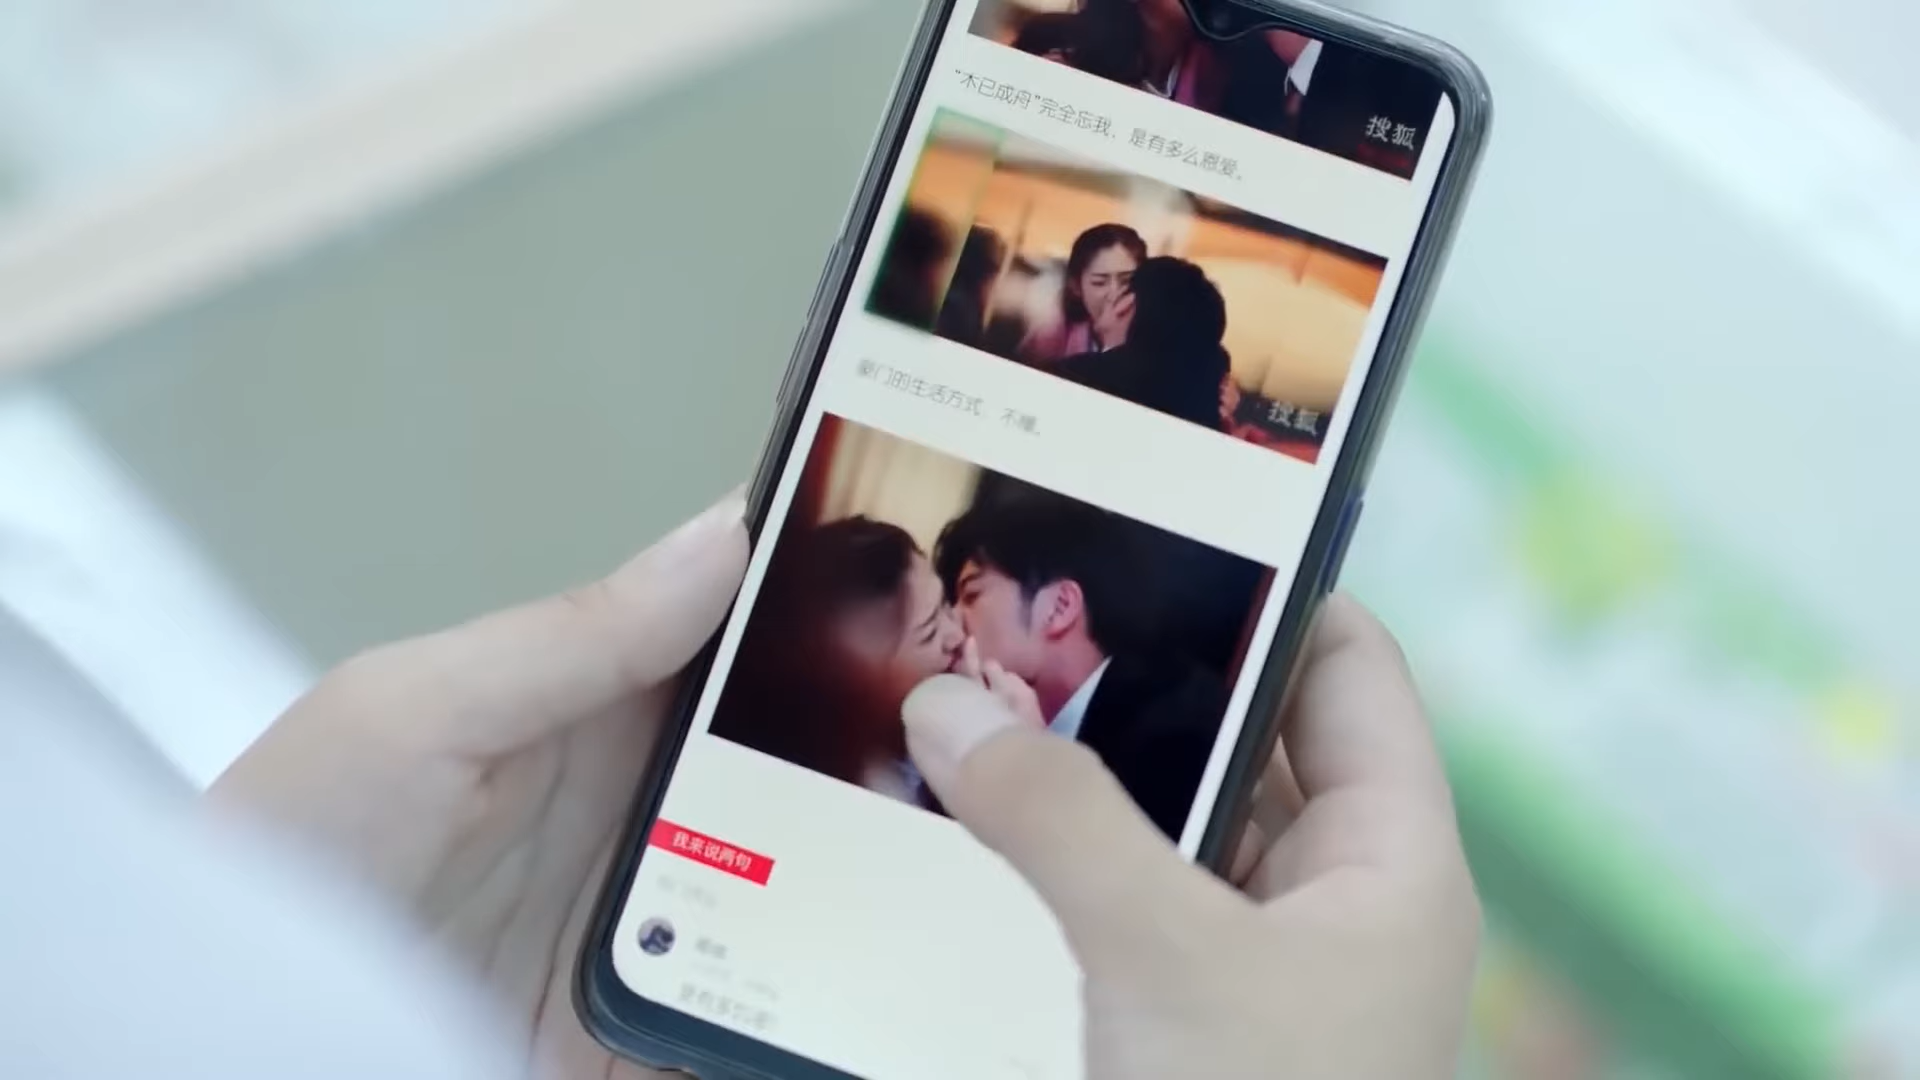 搜狐
“木已成舟”完全忘我，是有多么恩爱。
搜狐
豪门的生活方式，不懂。
我来说两句